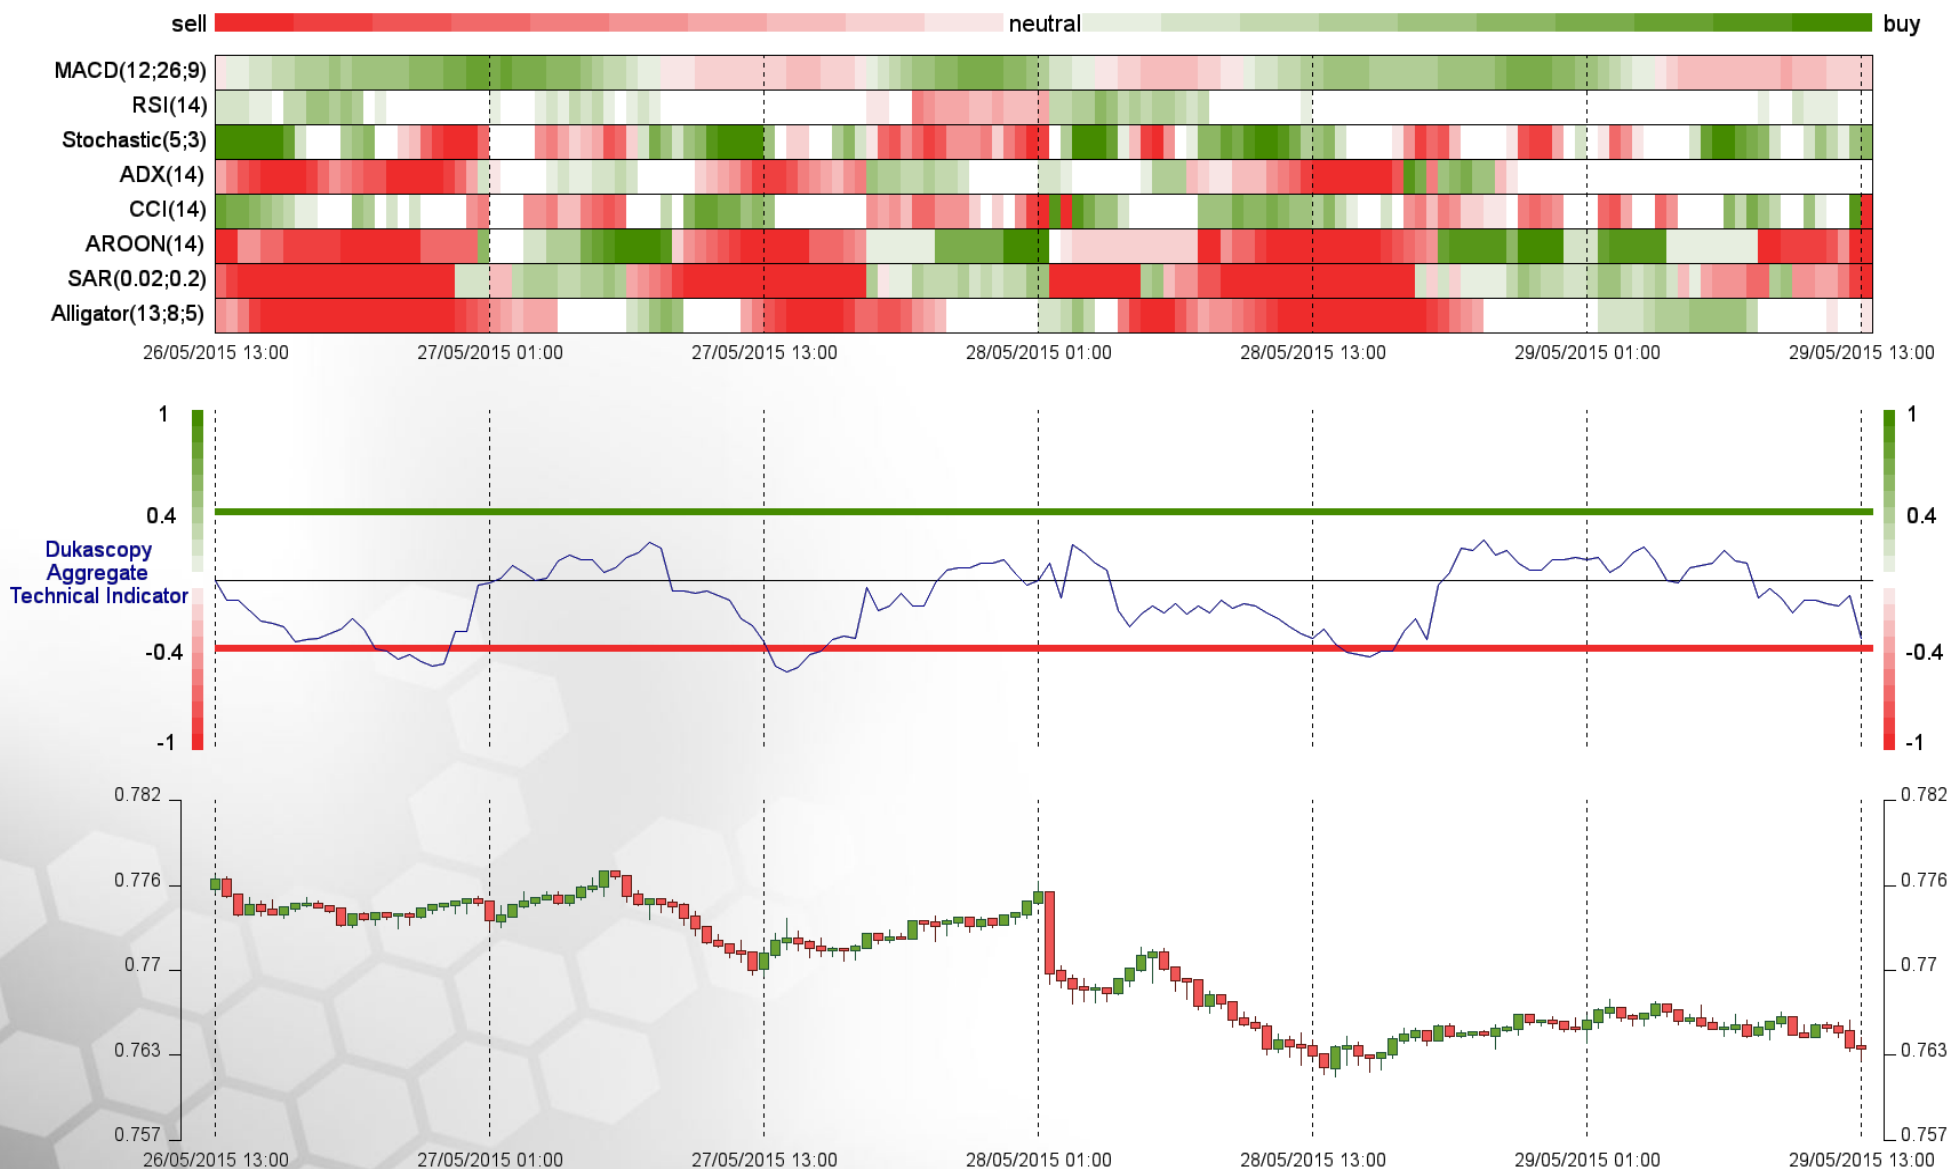 sell neutral buy
MACD(12;26;9)
RSI(14)
Stochastic(5;3)
ADX(14)
CCI(14)
AROON(14)
SAR(0.02;0.2)
Alligator(13;8;5)
26/05/2015 13:00 27/05/2015 01:00 27/05/2015 13:00 28/05/2015 01:00 28/05/2015 13:00 29/05/2015 01:00 29/05/2015 13:00
1 1
0.4 0.4
Dukascopy
Aggregate
Technical Indicator
-0.4 -0.4
-1 -1
0.782 0.782
0.776 0.776
0.77 0.77
0.763 0.763
0.757 0.757
26/05/2015 13:00 27/05/2015 01:00 27/05/2015 13:00 28/05/2015 01:00 28/05/2015 13:00 29/05/2015 01:00 29/05/2015 13:00